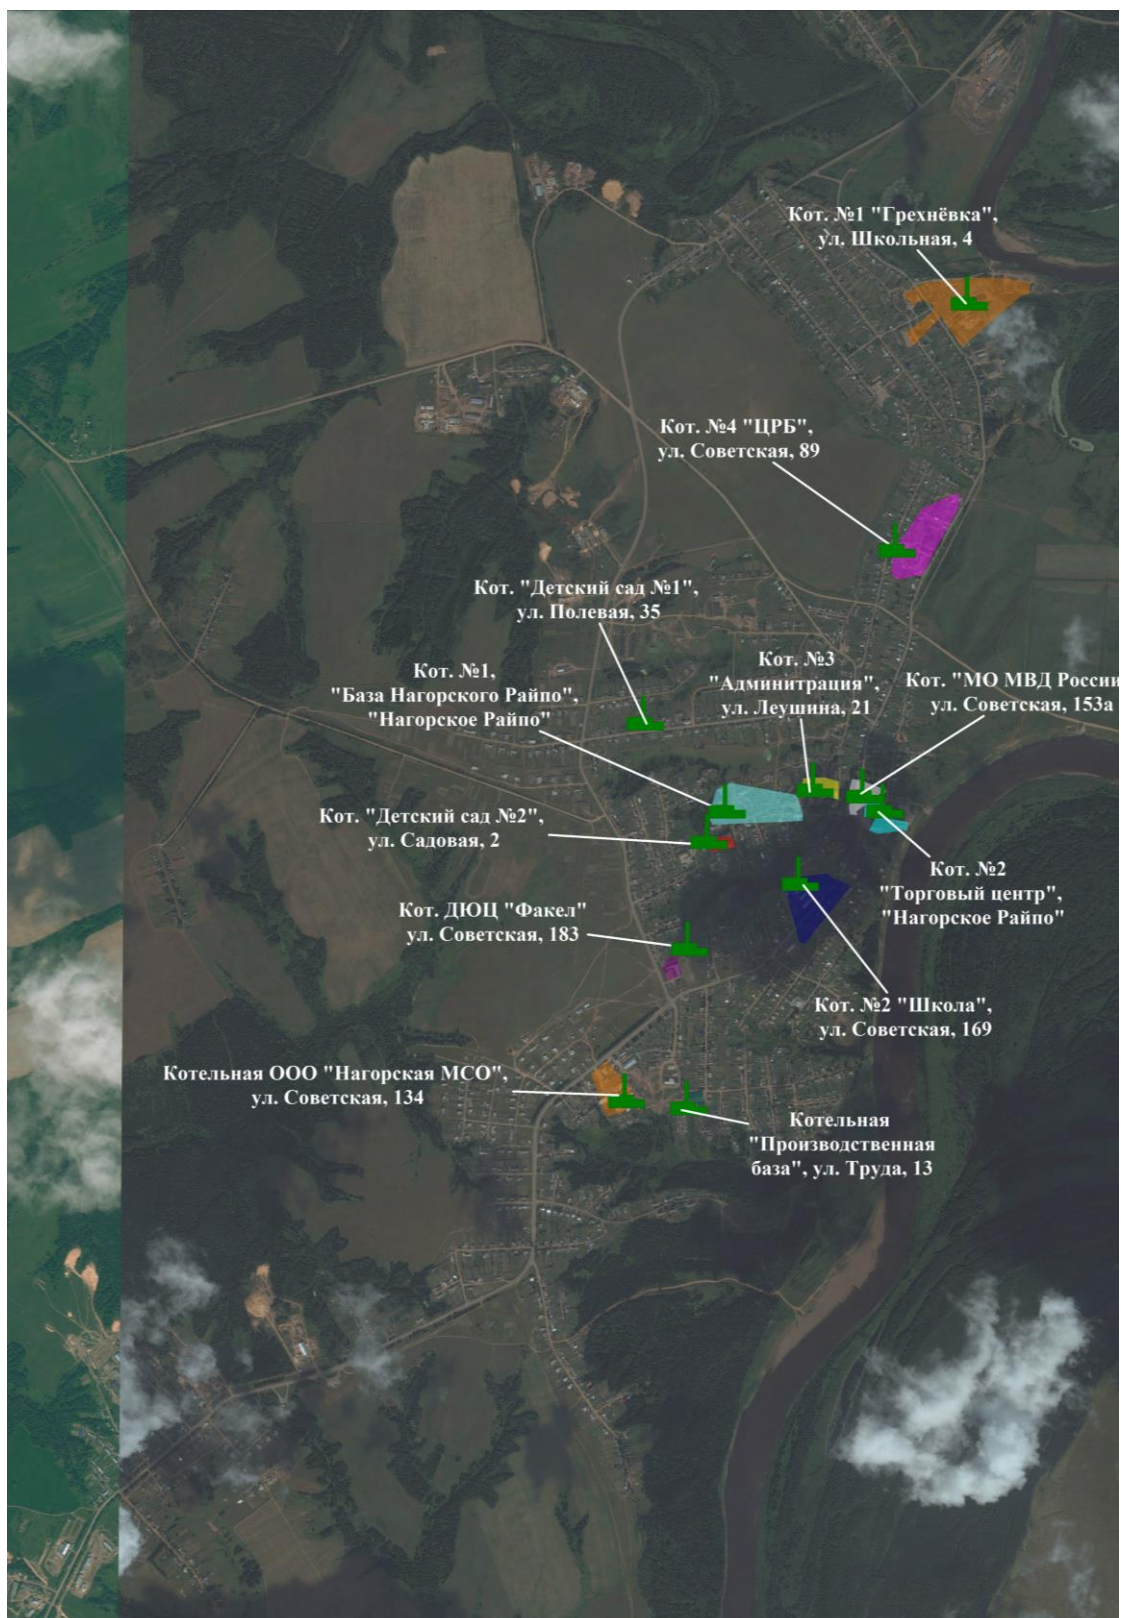 Кот. №1 "Грехнёвка",
ул. Школьная, 4
Кот. №4 "ЦРБ",
ул. Советская, 89
Кот. "Детский сад №1",
ул. Полевая, 35
Кот. №1,
"База Нагорского Райпо",
"Нагорское Райпо"
Кот. №3
"Админитрация",
ул. Леушина, 21
Кот. "МО МВД России
ул. Советская, 153а
Кот. "Детский сад №2",
ул. Садовая, 2
Кот. №2
"Торговый центр",
"Нагорское Райпо"
Кот. ДЮЦ "Факел"
ул. Советская, 183
Кот. №2 "Школа",
ул. Советская, 169
Котельная ООО "Нагорская МСО",
ул. Советская, 134
Котельная
"Производственная
база", ул. Труда, 13